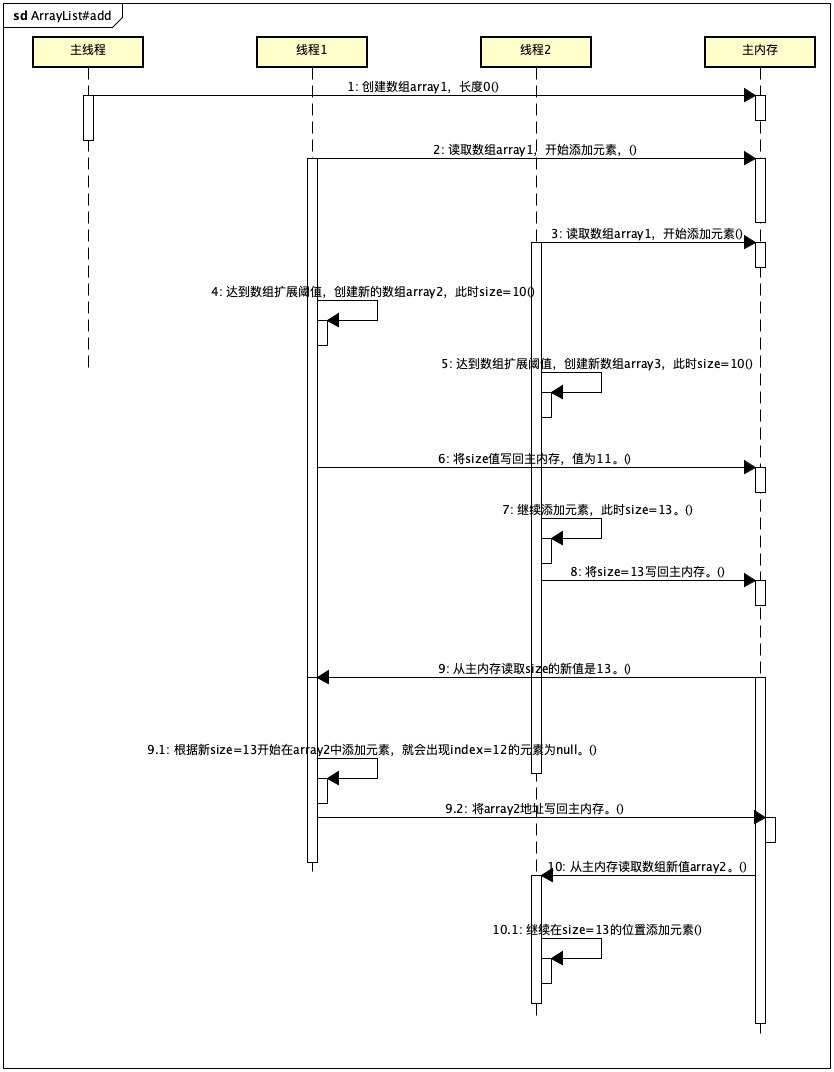 sd ArrayList#add
主线程
线程1
线程2
主内存
1: 创建数组array1，长度0()
2: 读取数组array1，开始添加元素，()
3: 读取数组array1，开始添加元素()
4: 达到数组扩展阈值，创建新的数组array2，此时size=10()
5: 达到数组扩展阈值，创建新数组array3，此时size=10()
6: 将size值写回主内存，值为11。()
7: 继续添加元素，此时size=13。()
8: 将size=13写回主内存。()
9: 从主内存读取size的新值是13。()
9.1: 根据新size=13开始在array2中添加元素，就会出现index=12的元素为null。()
9.2: 将array2地址写回主内存。()
10: 从主内存读取数组新值array2。()
10.1: 继续在size=13的位置添加元素()